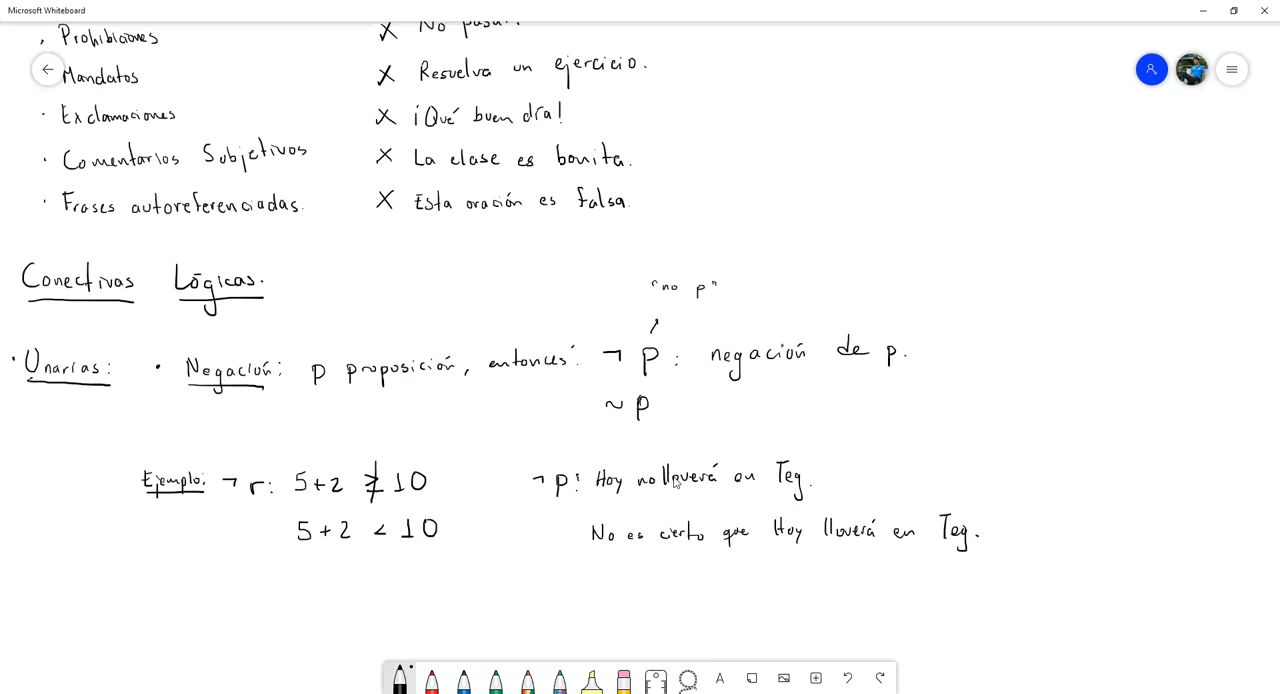 Microsoft Whiteboard
· Prohibiciones X No pasar.
Mandatos X Resuelva un ejercicio.
· Exclamaciones X ¡Qué buen día!
· Comentarios Subjetivos X La clase es bonita.
· Frases autoreferenciadas. X Esta oración es falsa.
Conectivas Lógicas.
"no p"
· Unarias: · Negación: p proposición, entonces: ¬ p : negación de p.
~ p
Ejemplo: ¬ r: 5+2 ≱ 10 ¬ p: Hoy no lloverá en Teg.
5+2 < 10 No es cierto que Hoy lloverá en Teg.